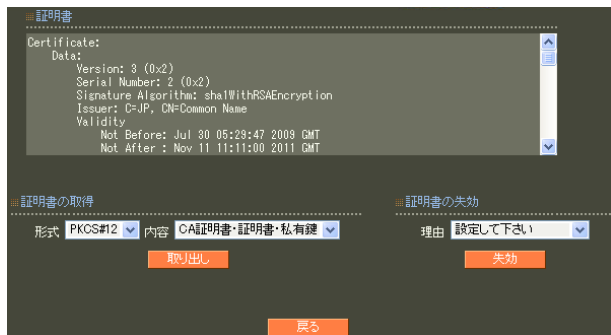 証明書
Certificate:
Data:
Version: 3 (0x2)
Serial Number: 2 (0x2)
Signature Algorithm: sha1WithRSAEncryption
Issuer: C=JP, CN=Common Name
Validity
Not Before: Jul 30 05:29:47 2009 GMT
Not After : Nov 11 11:11:00 2011 GMT
証明書の取得
形式 PKCS#12 内容 CA証明書・証明書・私有鍵
取り出し
証明書の失効
理由 設定して下さい
失効
戻る